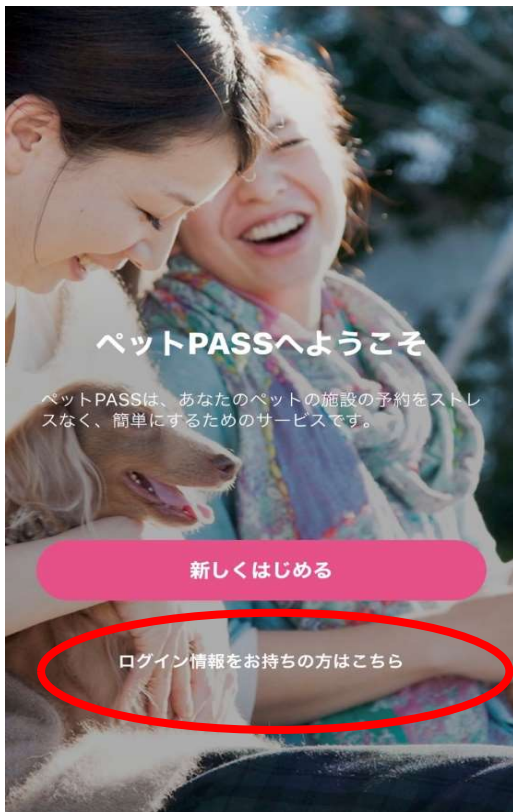 ペットPASSへようこそ
ペットPASSは、あなたのペットの施設の予約をストレ
スなく、簡単にするためのサービスです。
新しくはじめる
ログイン情報をお持ちの方はこちら